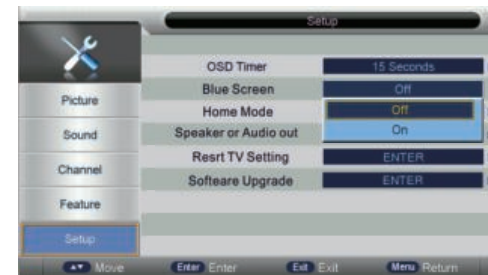 Setup
OSD Timer 15 Seconds
Blue Screen Off
Home Mode Off
Speaker or Audio out On
Resrt TV Setting ENTER
Softeare Upgrade ENTER
Picture
Sound
Channel
Feature
Setup
Move Enter Enter Exit Exit Menu Return